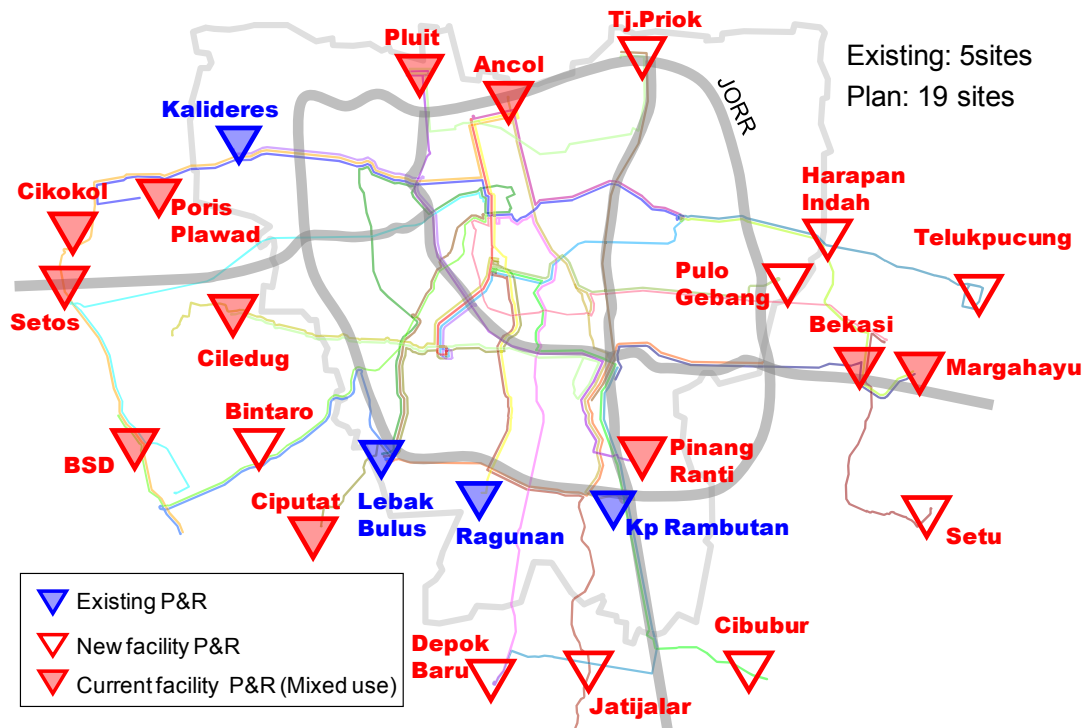 Tj.Priok
Pluit
Ancol
Existing: 5sites
Plan: 19 sites
JORR
Kalideres
Cikokol
Poris
Plawad
Harapan
Indah
Telukpucung
Pulo
Gebang
Setos
Ciledug
Bekasi
Margahayu
Bintaro
BSD
Ciputat
Lebak
Bulus
Ragunan
Pinang
Ranti
Kp Rambutan
Setu
Existing P&R
New facility P&R
Current facility P&R (Mixed use)
Depok
Baru
Jatijalar
Cibubur